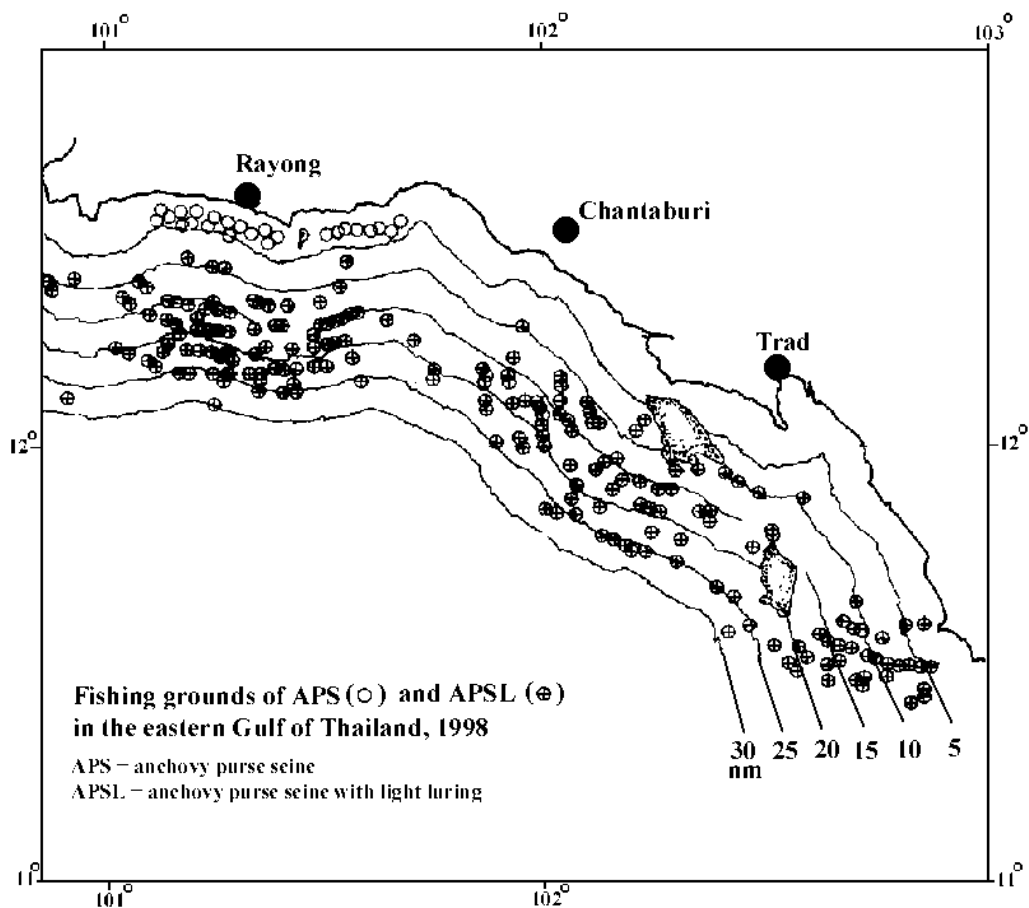 101° 102° 103°
Rayong
Chantaburi
Trad
12° 12°
Fishing grounds of APS (○) and APSL (⊕)
in the eastern Gulf of Thailand, 1998
APS – anchovy purse seine
APSL – anchovy purse seine with light luring
30 25 20 15 10 5
nm
11° 11°
101° 102°